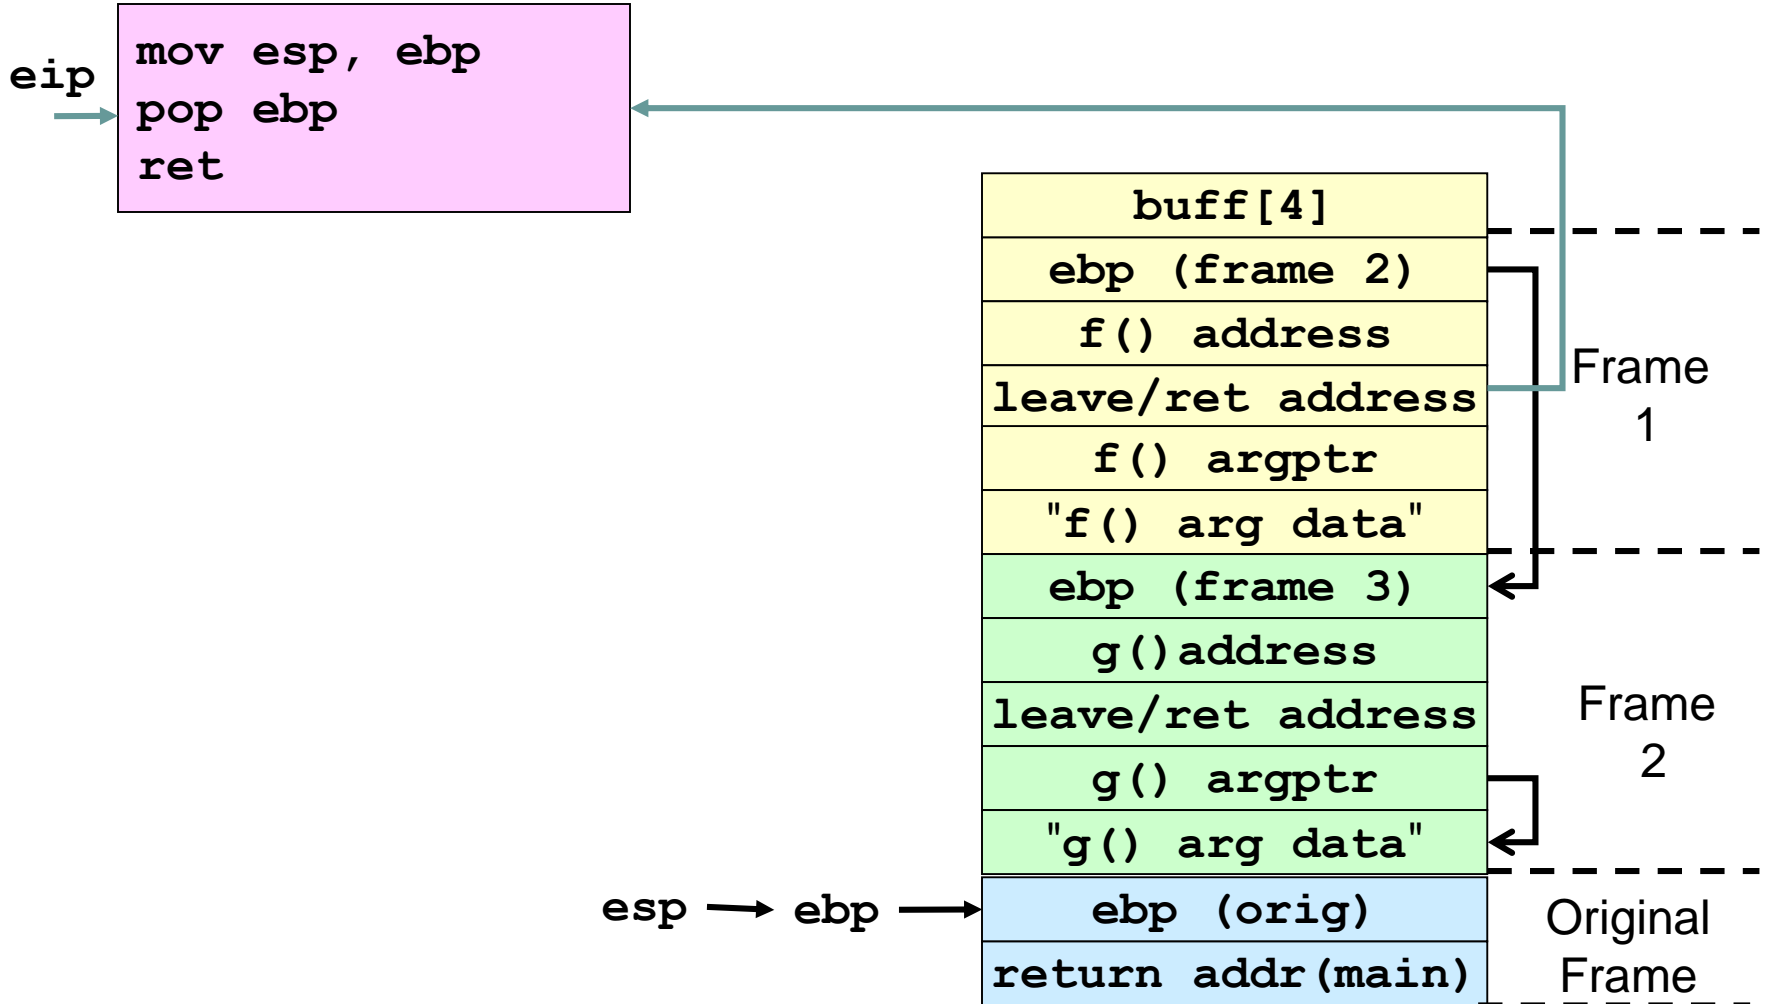 mov esp, ebp
eip
pop ebp
ret
buff[4]
ebp (frame 2)
f() address
Frame
1
leave/ret address
f() argptr
"f() arg data"
ebp (frame 3)
g()address
leave/ret address
Frame
2
g() argptr
"g() arg data"
esp
ebp
ebp (orig)
Original
Frame
return addr(main)